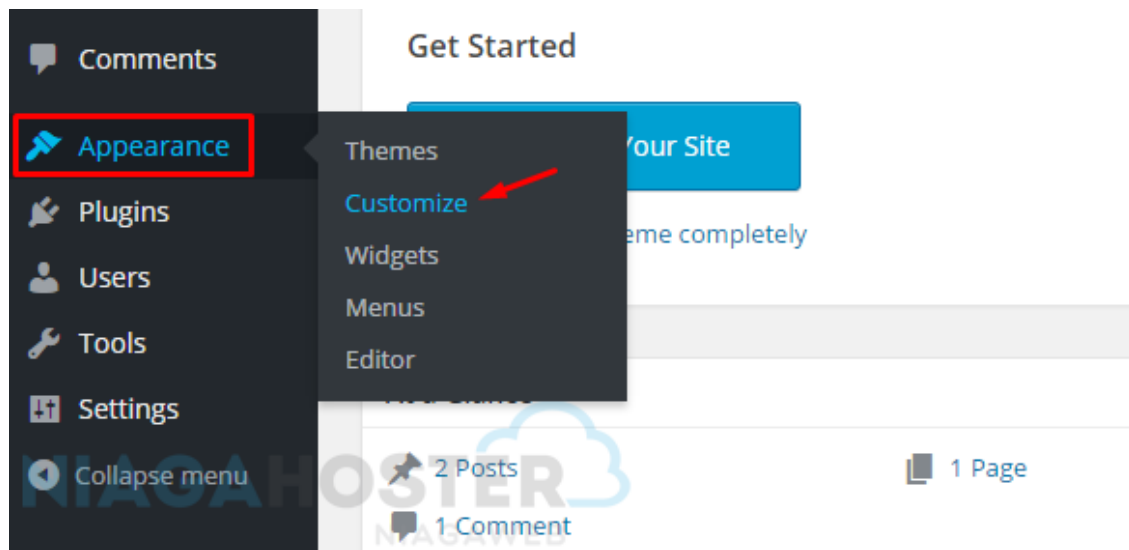 Comments
Appearance
Plugins
Users
Tools
Settings
Collapse menu
Themes
Customize
Widgets
Menus
Editor
Get Started
Your Site
completely
2 Posts
1 Page
1 Comment
NIAGAHOSTER
NIAGAWEB